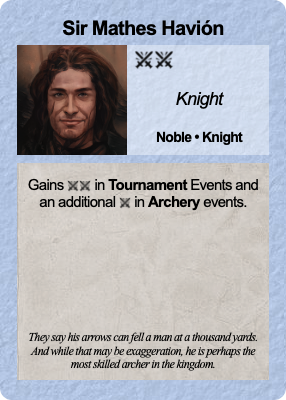 Sir Mathes Havión
Knight
Noble • Knight
Gains in Tournament Events and
an additional in Archery events.
They say his arrows can fell a man at a thousand yards.
And while that may be exaggeration, he is perhaps the
most skilled archer in the kingdom.